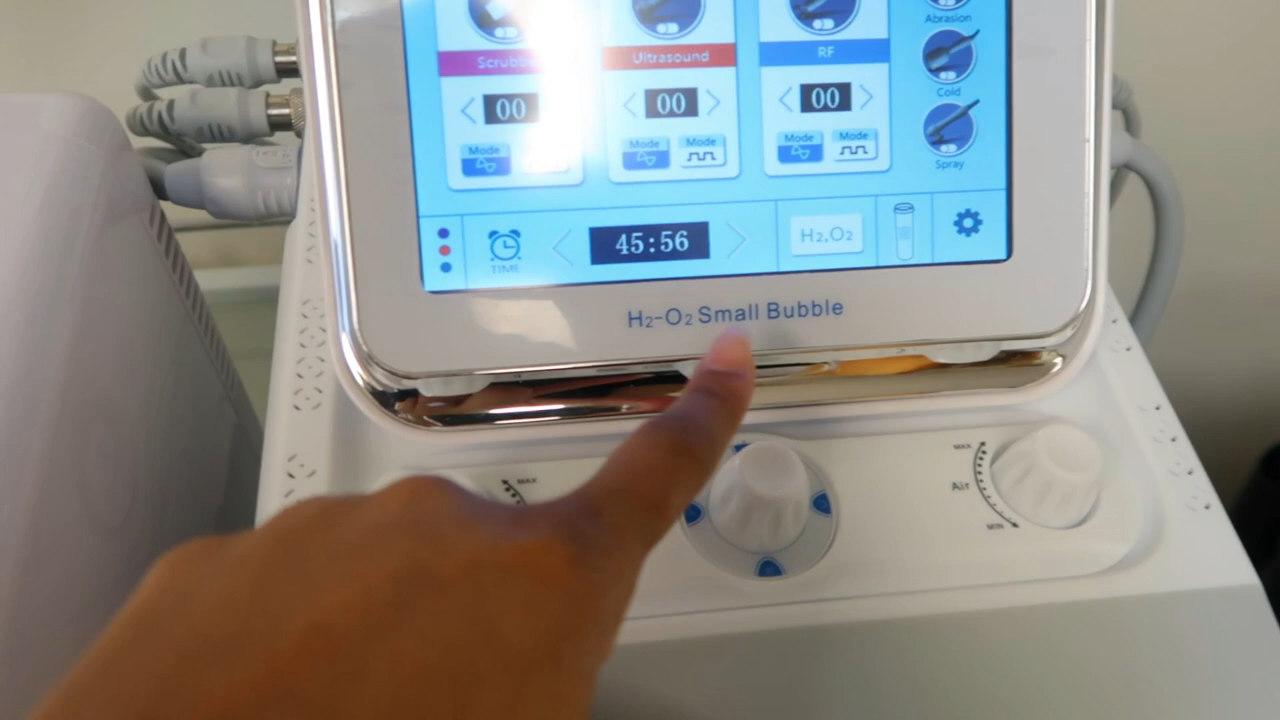 Abrasion
Ultrasound
RF
Cold
00
00
00
Mode
Mode
Mode
Mode
Mode
Spray
45:56
H2,O2
TIME
H2-O2 Small Bubble
MAX
MAX
Air
MIN